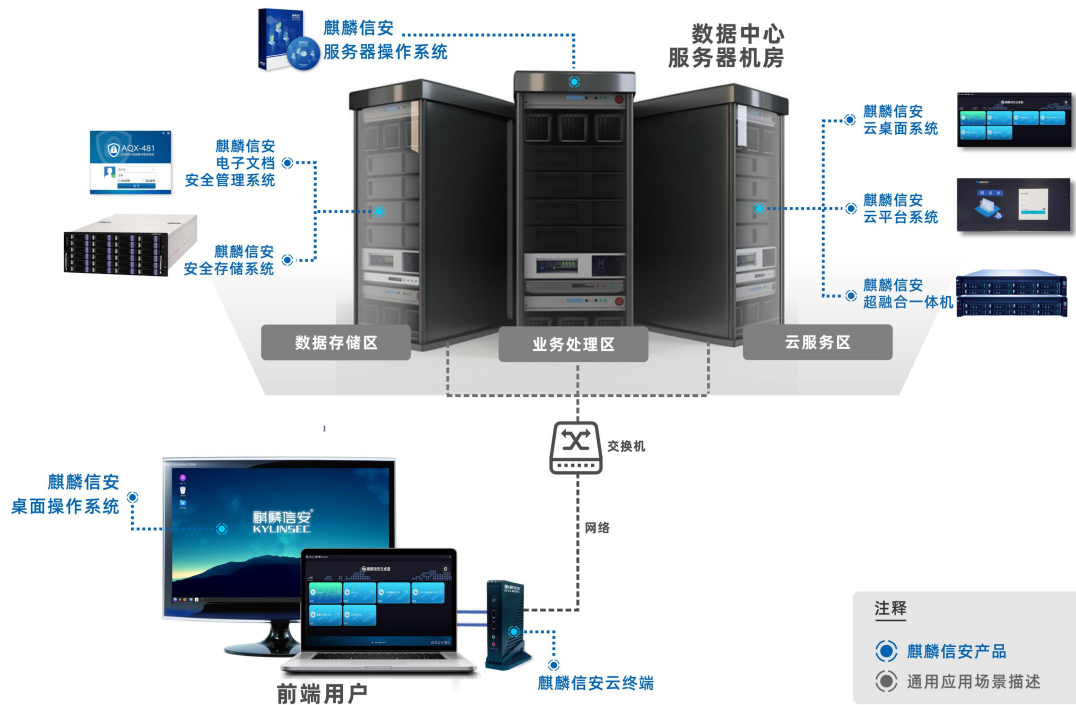 麒麟信安
服务器操作系统
数据中心
服务器机房
麒麟信安
云桌面系统
AQX-481
麒麟信安
电子文档
安全管理系统
麒麟信安
云平台系统
麒麟信安
安全存储系统
麒麟信安
超融合一体机
数据存储区
业务处理区
云服务区
交换机
麒麟信安
桌面操作系统
麒麟信安
KYLINSEC
网络
麒麟信安云桌面
注释
麒麟信安产品
通用应用场景描述
麒麟信安云终端
前端用户